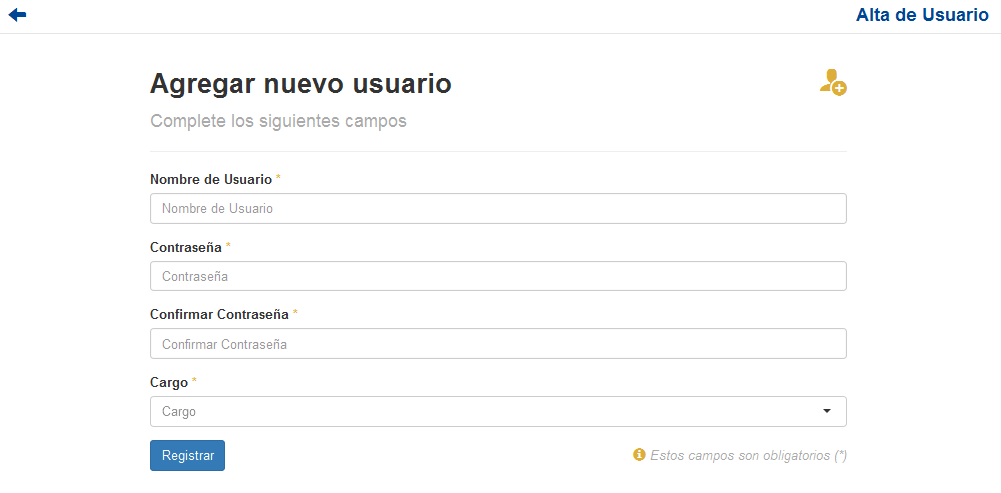 Alta de Usuario
Agregar nuevo usuario
Complete los siguientes campos
Nombre de Usuario *
Nombre de Usuario
Contraseña *
Contraseña
Confirmar Contraseña *
Confirmar Contraseña
Cargo *
Cargo
Registrar
Estos campos son obligatorios (*)